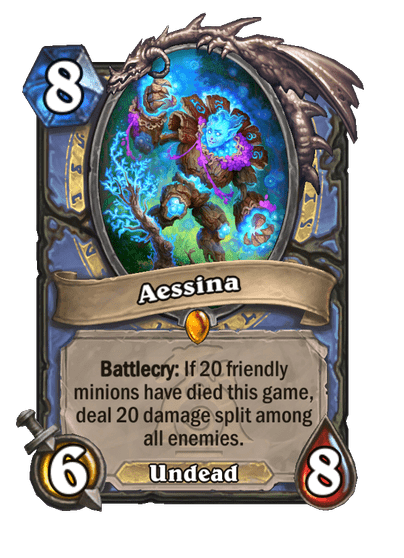 8
Aessina
Battlecry: If 20 friendly
minions have died this game,
deal 20 damage split among
all enemies.
6
Undead
8